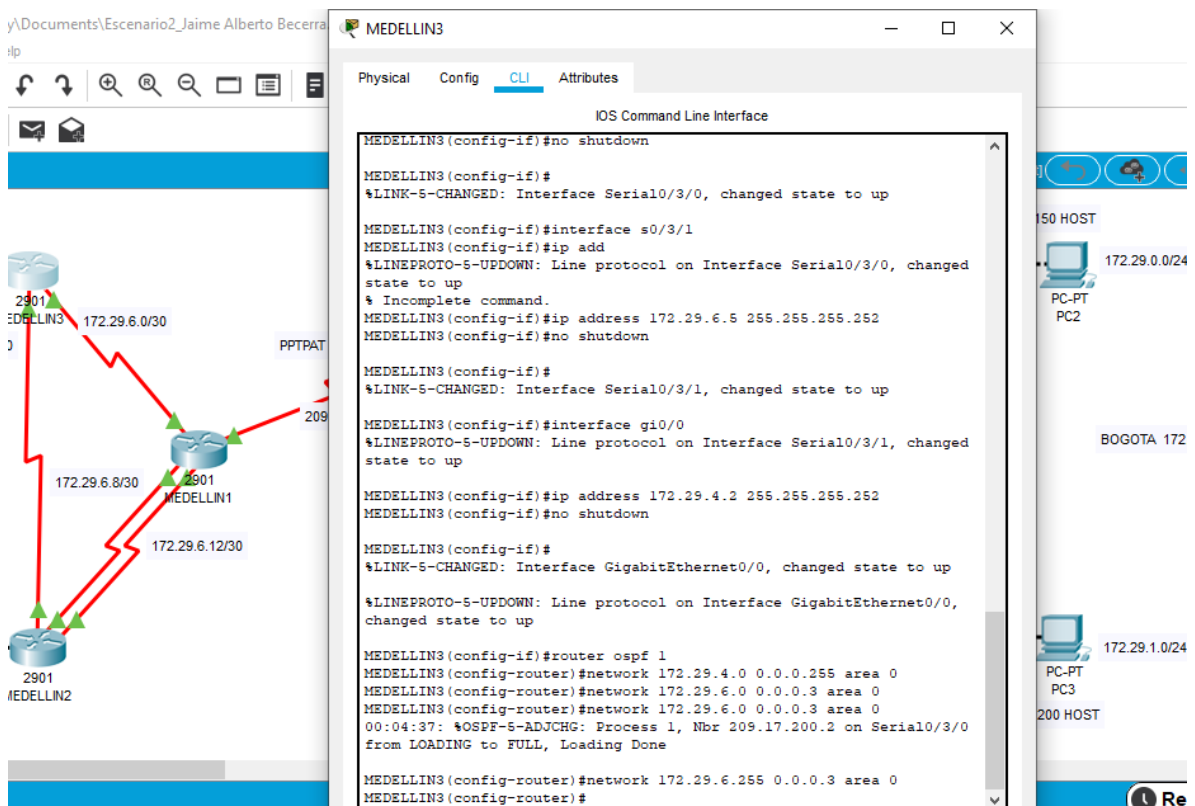 y\Documents\Escenario2_Jaime Alberto Becerra
elp
MEDELLIN3
Physical Config CLI Attributes
IOS Command Line Interface
MEDELLIN3(config-if)#no shutdown
MEDELLIN3(config-if)#
%LINK-5-CHANGED: Interface Serial0/3/0, changed state to up
MEDELLIN3(config-if)#interface s0/3/1
MEDELLIN3(config-if)#ip add
%LINEPROTO-5-UPDOWN: Line protocol on Interface Serial0/3/0, changed
state to up
% Incomplete command.
MEDELLIN3(config-if)#ip address 172.29.6.5 255.255.255.252
MEDELLIN3(config-if)#no shutdown
MEDELLIN3(config-if)#
%LINK-5-CHANGED: Interface Serial0/3/1, changed state to up
MEDELLIN3(config-if)#interface gi0/0
%LINEPROTO-5-UPDOWN: Line protocol on Interface Serial0/3/1, changed
state to up
MEDELLIN3(config-if)#ip address 172.29.4.2 255.255.255.252
MEDELLIN3(config-if)#no shutdown
MEDELLIN3(config-if)#
%LINK-5-CHANGED: Interface GigabitEthernet0/0, changed state to up
%LINEPROTO-5-UPDOWN: Line protocol on Interface GigabitEthernet0/0,
changed state to up
MEDELLIN3(config-if)#router ospf 1
MEDELLIN3(config-router)#network 172.29.4.0 0.0.0.255 area 0
MEDELLIN3(config-router)#network 172.29.6.0 0.0.0.3 area 0
MEDELLIN3(config-router)#network 172.29.6.0 0.0.0.3 area 0
00:04:37: %OSPF-5-ADJCHG: Process 1, Nbr 209.17.200.2 on Serial0/3/0
from LOADING to FULL, Loading Done
MEDELLIN3(config-router)#network 172.29.6.255 0.0.0.3 area 0
MEDELLIN3(config-router)#
2901
EDELLIN3
172.29.6.0/30
0
PPTPAT
209
172.29.6.8/30
2901
MEDELLIN1
172.29.6.12/30
2901
MEDELLIN2
150 HOST
172.29.0.0/24
PC-PT
PC2
BOGOTA 172
172.29.1.0/24
PC-PT
PC3
200 HOST
Re